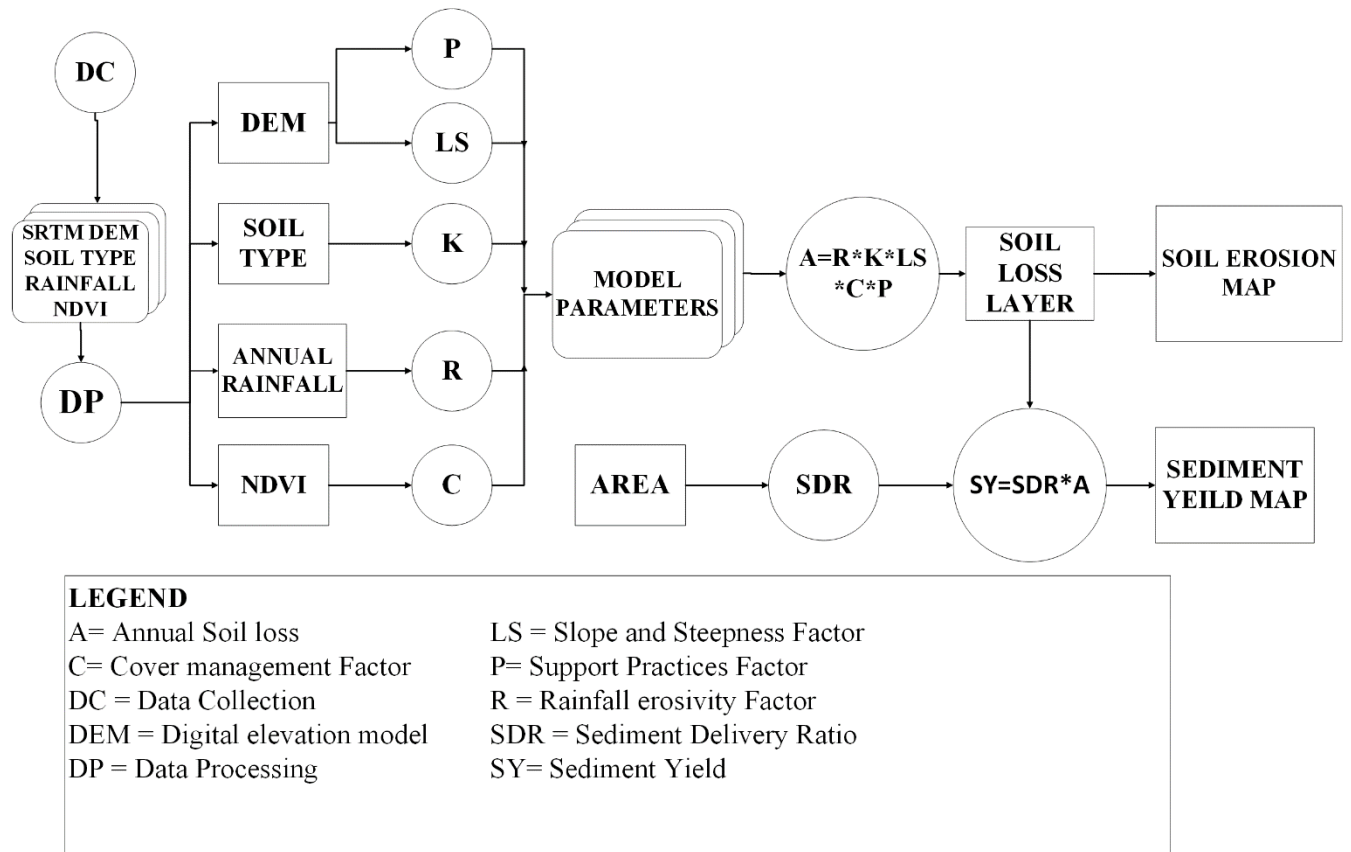 DC
SRTM DEM
SOIL TYPE
RAINFALL
NDVI
DP
DEM
SOIL
TYPE
ANNUAL
RAINFALL
NDVI
P
LS
K
R
C
MODEL
PARAMETERS
A=R*K*LS
*C*P
SOIL
LOSS
LAYER
SOIL EROSION
MAP
AREA
SDR
SY=SDR*A
SEDIMENT
YEILD MAP
LEGEND
A= Annual Soil loss
C= Cover management Factor
DC = Data Collection
DEM = Digital elevation model
DP = Data Processing
LS = Slope and Steepness Factor
P= Support Practices Factor
R = Rainfall erosivity Factor
SDR = Sediment Delivery Ratio
SY= Sediment Yield